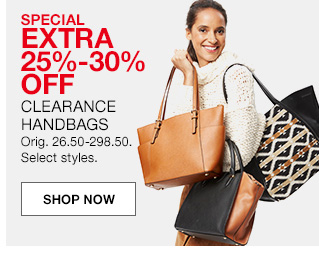 SPECIAL
EXTRA
25%-30%
OFF
CLEARANCE
HANDBAGS
Orig. 26.50-298.50.
Select styles.
SHOP NOW